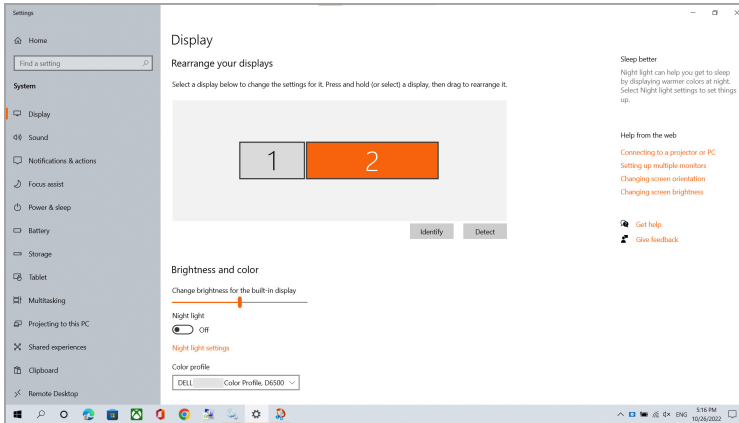 Settings
Home
Find a setting
System
Display
Sound
Notifications & actions
Focus assist
Power & sleep
Battery
Storage
Tablet
Multitasking
Projecting to this PC
Shared experiences
Clipboard
Remote Desktop
Display
Rearrange your displays
Select a display below to change the settings for it. Press and hold (or select) a display, then drag to rearrange it.
1 2
Identify Detect
Brightness and color
Change brightness for the built-in display
Night light
Off
Night light settings
Color profile
DELL Color Profile, D6500
Sleep better
Night light can help you get to sleep
by displaying warmer colors at night.
Select Night light settings to set things
up.
Help from the web
Connecting to a projector or PC
Setting up multiple monitors
Changing screen orientation
Changing screen brightness
Get help
Give feedback
ENG
5:16 PM
10/26/2022